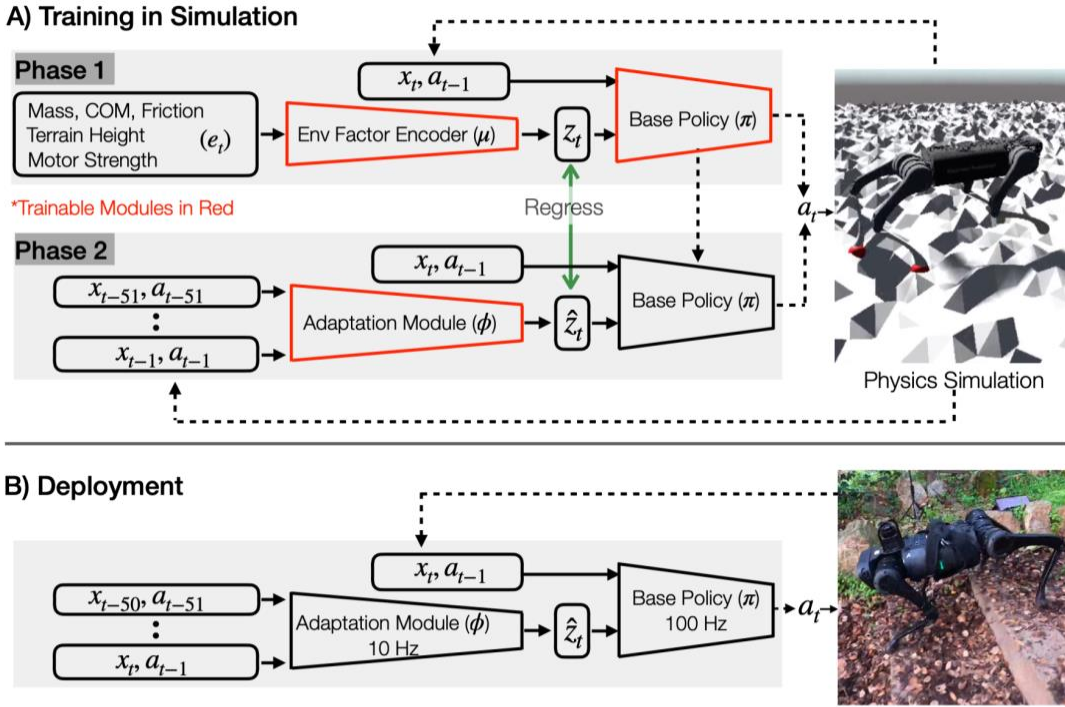 A) Training in Simulation
Phase 1
x_t, a_{t-1}
Mass, COM, Friction
Terrain Height
Motor Strength
(e_t)
Env Factor Encoder (μ)
z_t
Base Policy (π)
*Trainable Modules in Red
Regress
a_t
Phase 2
x_t, a_{t-1}
x_{t-51}, a_{t-51}
x_{t-1}, a_{t-1}
Adaptation Module (ϕ)
ẑ_t
Base Policy (π)
Physics Simulation
B) Deployment
x_t, a_{t-1}
x_{t-50}, a_{t-51}
x_t, a_{t-1}
Adaptation Module (ϕ)
10 Hz
ẑ_t
Base Policy (π)
100 Hz
a_t